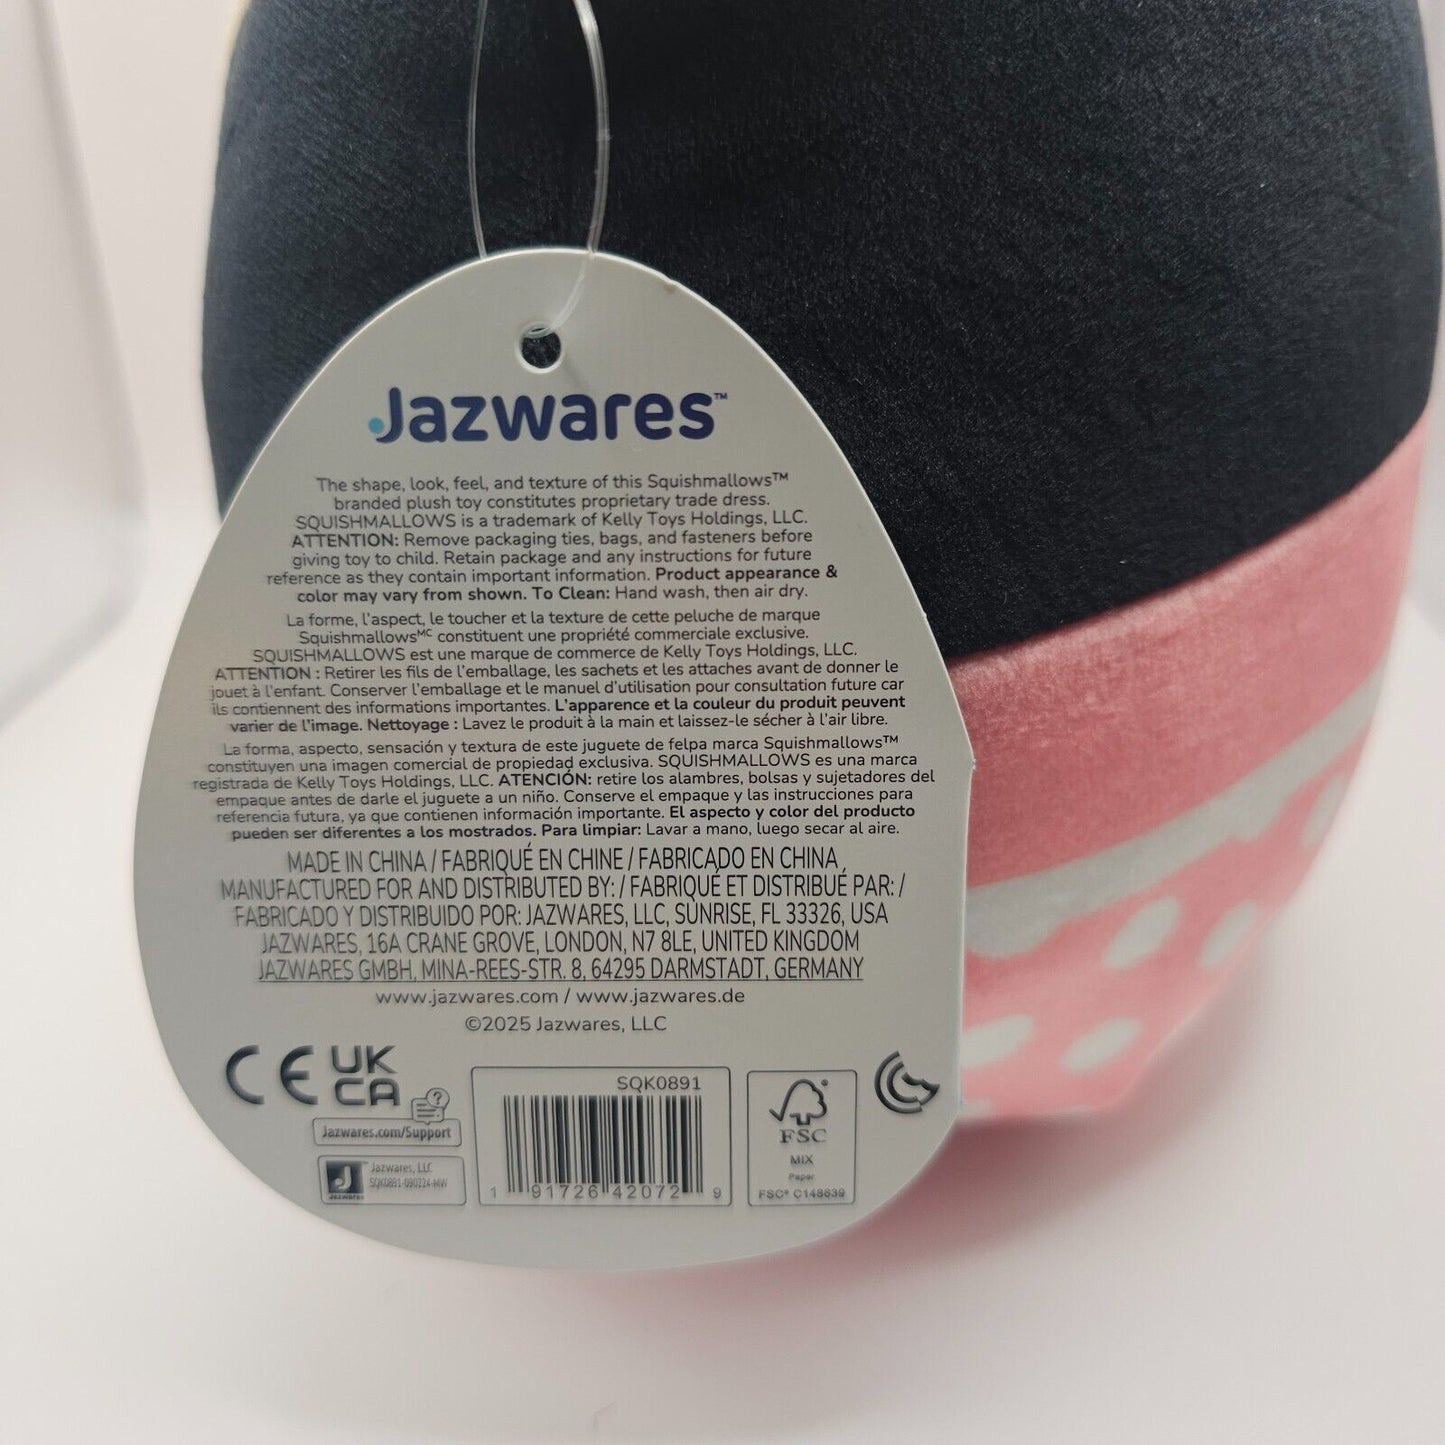 Jazwares™
The shape, look, feel, and texture of this Squishmallows™
branded plush toy constitutes proprietary trade dress.
SQUISHMALLOWS is a trademark of Kelly Toys Holdings, LLC.
ATTENTION: Remove packaging ties, bags, and fasteners before
giving toy to child. Retain package and any instructions for future
reference as they contain important information. Product appearance &
color may vary from shown. To Clean: Hand wash, then air dry.
La forme, l'aspect, le toucher et la texture de cette peluche de marque
Squishmallowsᴹᶜ constituent une propriété commerciale exclusive.
SQUISHMALLOWS est une marque de commerce de Kelly Toys Holdings, LLC.
ATTENTION : Retirer les fils de l'emballage, les sachets et les attaches avant de donner le
jouet à l'enfant. Conserver l'emballage et le manuel d'utilisation pour consultation future car
ils contiennent des informations importantes. L'apparence et la couleur du produit peuvent
varier de l'image. Nettoyage : Lavez le produit à la main et laissez-le sécher à l'air libre.
La forma, aspecto, sensación y textura de este juguete de felpa marca Squishmallows™
constituyen una imagen comercial de propiedad exclusiva. SQUISHMALLOWS es una marca
registrada de Kelly Toys Holdings, LLC. ATENCIÓN: retire los alambres, bolsas y sujetadores del
empaque antes de darle el juguete a un niño. Conserve el empaque y las instrucciones para
referencia futura, ya que contienen información importante. El aspecto y color del producto
pueden ser diferentes a los mostrados. Para limpiar: Lavar a mano, luego secar al aire.
MADE IN CHINA / FABRIQUÉ EN CHINE / FABRICADO EN CHINA
MANUFACTURED FOR AND DISTRIBUTED BY: / FABRIQUÉ ET DISTRIBUÉ PAR: /
FABRICADO Y DISTRIBUIDO POR: JAZWARES, LLC, SUNRISE, FL 33326, USA
JAZWARES, 16A CRANE GROVE, LONDON, N7 8LE, UNITED KINGDOM
JAZWARES GMBH, MINA-REES-STR. 8, 64295 DARMSTADT, GERMANY
www.jazwares.com / www.jazwares.de
©2025 Jazwares, LLC
CE UK
CA
?
Jazwares.com/Support
Jazwares, LLC
SQK0891-090224-MW
JAZWARES
SQK0891
1 91726 42072 9
FSC
MIX
Paper
FSC® C148639